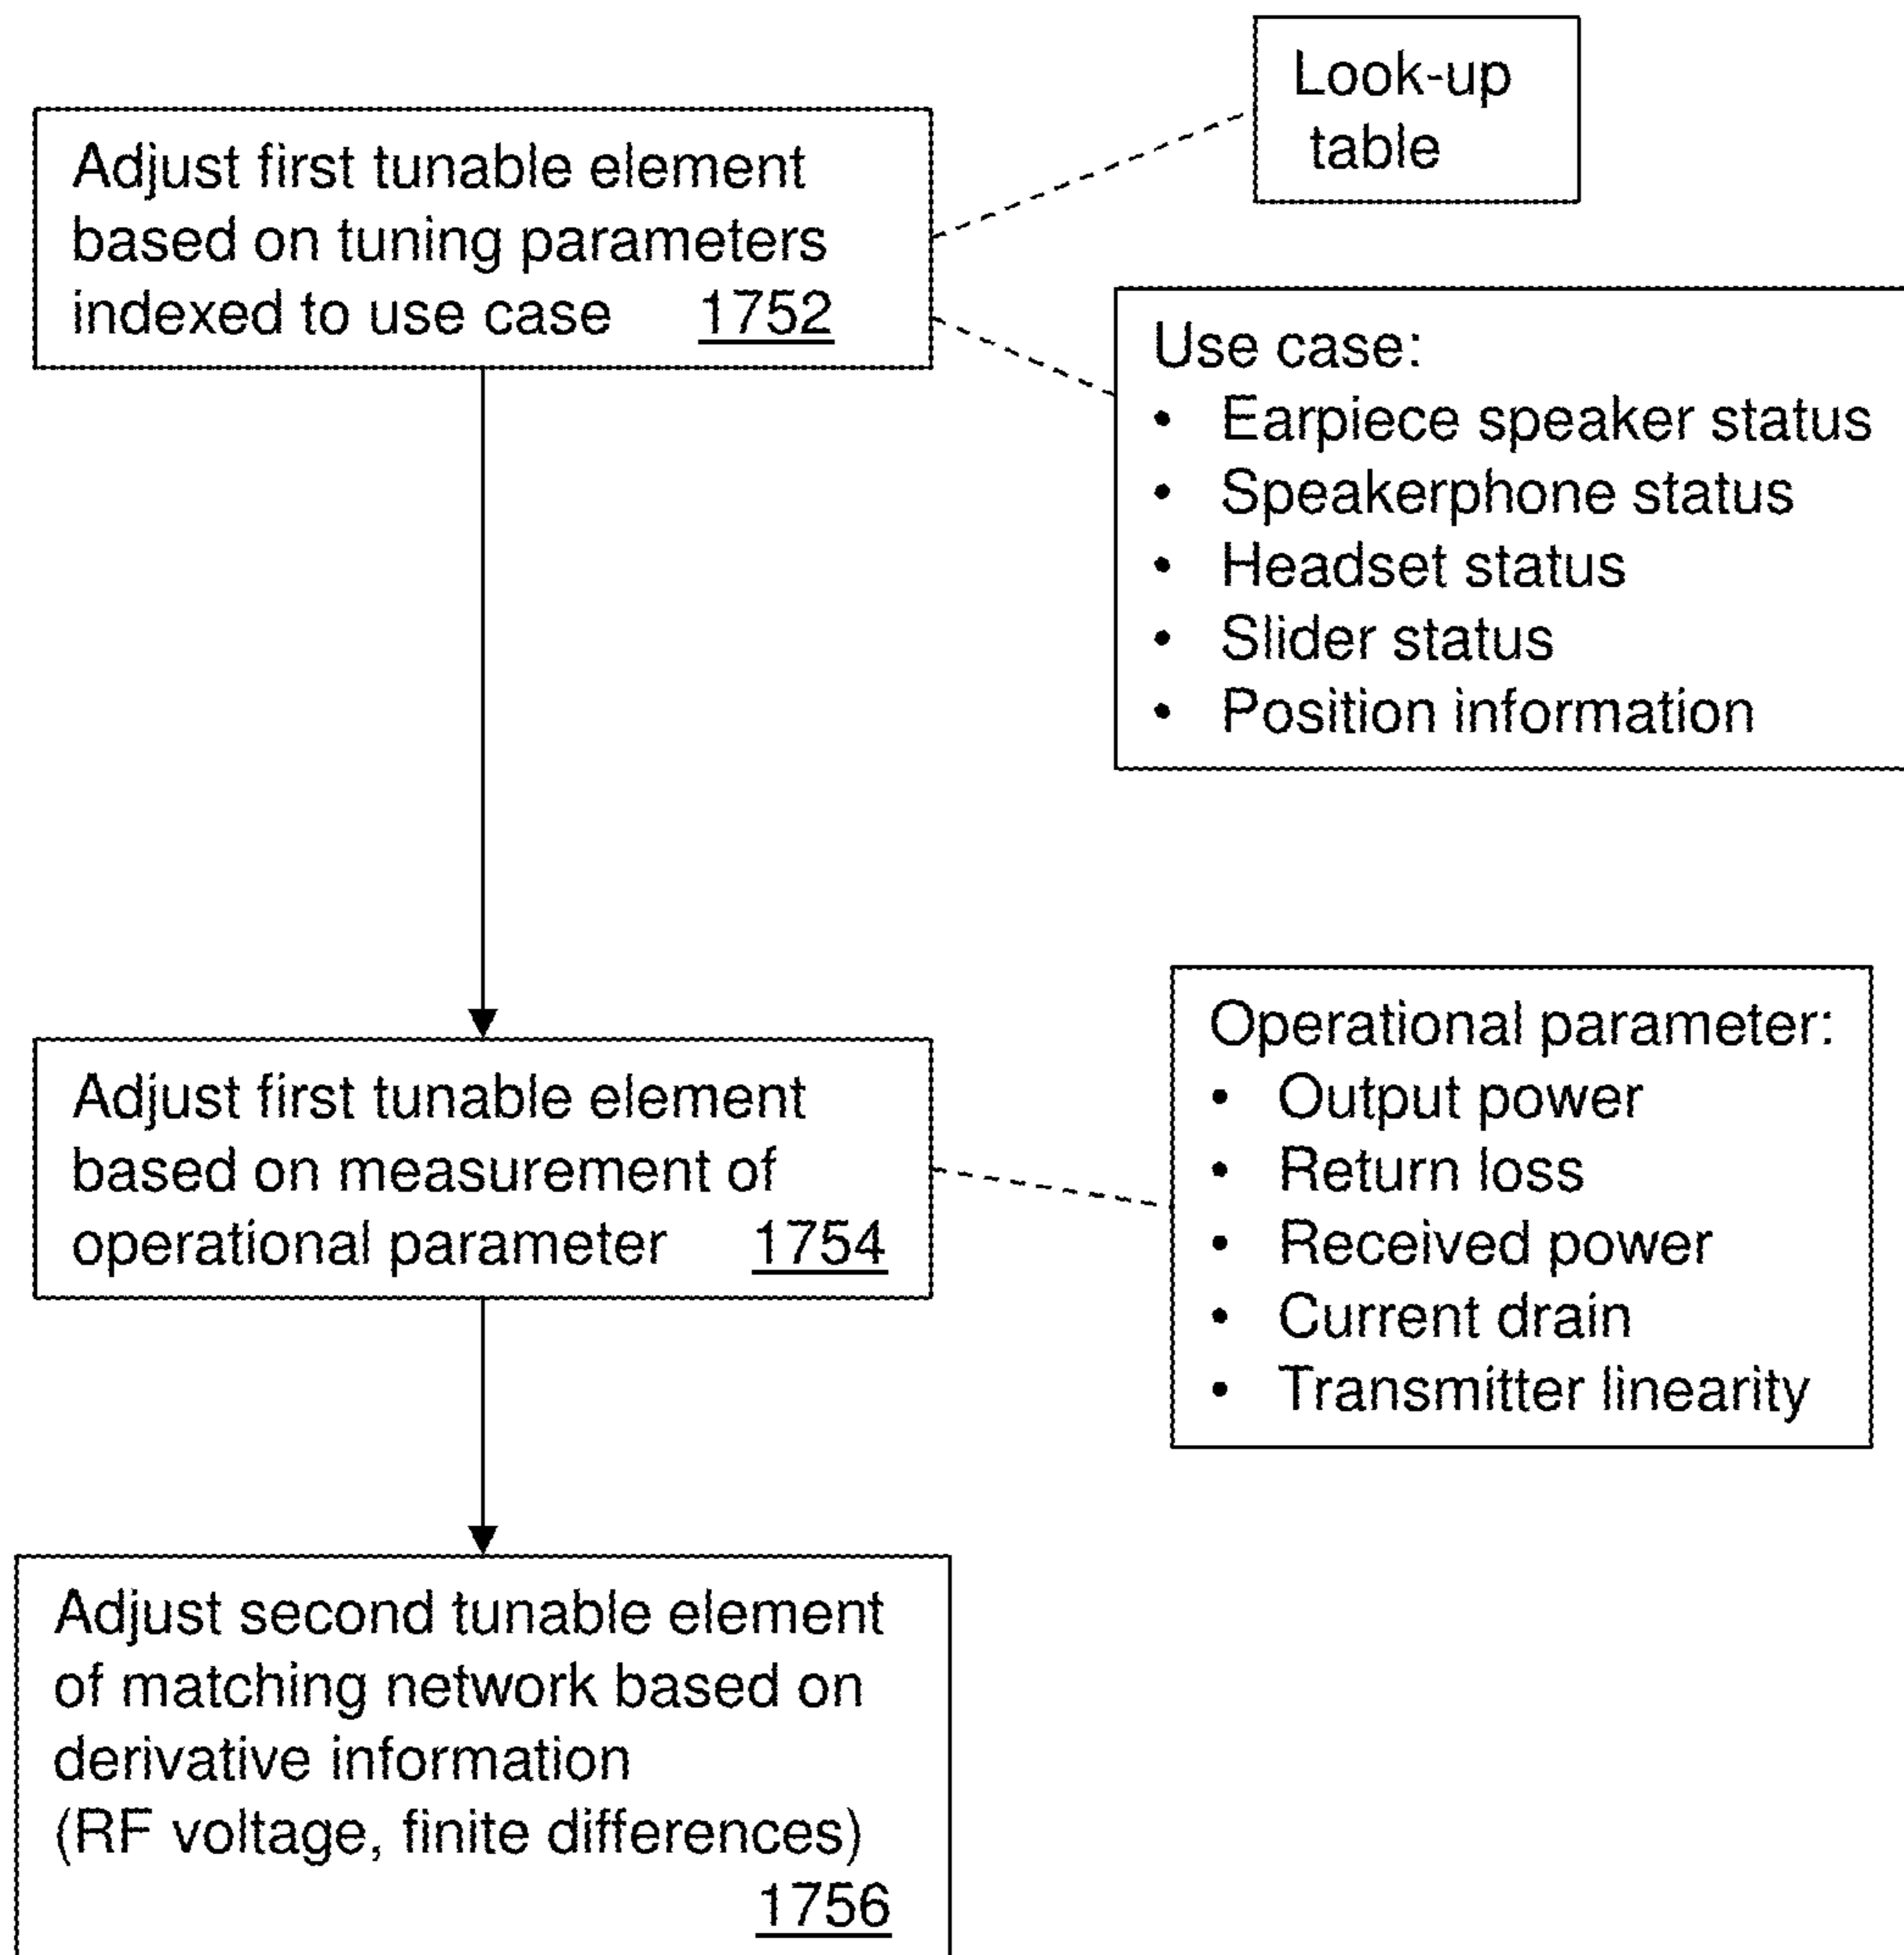 Look-up
table
Adjust first tunable element
based on tuning parameters
indexed to use case 1752
Use case:
• Earpiece speaker status
• Speakerphone status
• Headset status
• Slider status
• Position information
Adjust first tunable element
based on measurement of
operational parameter 1754
Operational parameter:
• Output power
• Return loss
• Received power
• Current drain
• Transmitter linearity
Adjust second tunable element
of matching network based on
derivative information
(RF voltage, finite differences)
1756